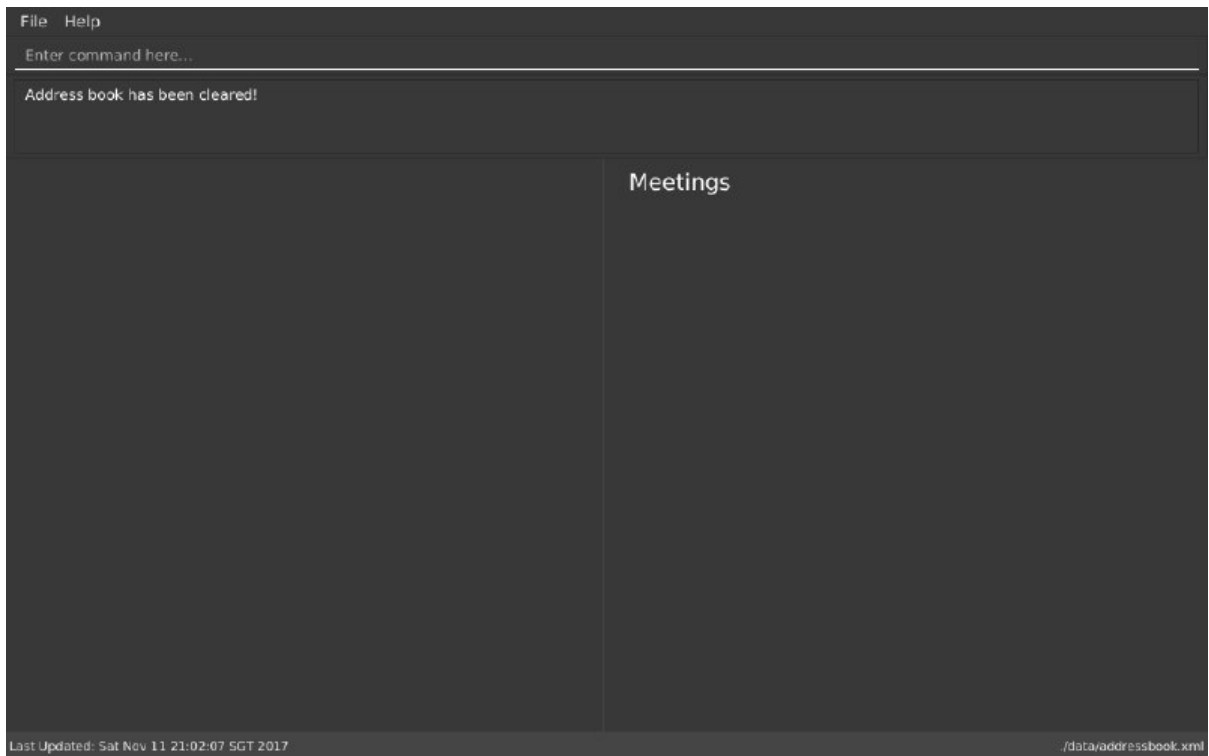 File Help
Enter command here...
Address book has been cleared!
Meetings
Last Updated: Sat Nov 11 21:02:07 SGT 2017
./data/addressbook.xml